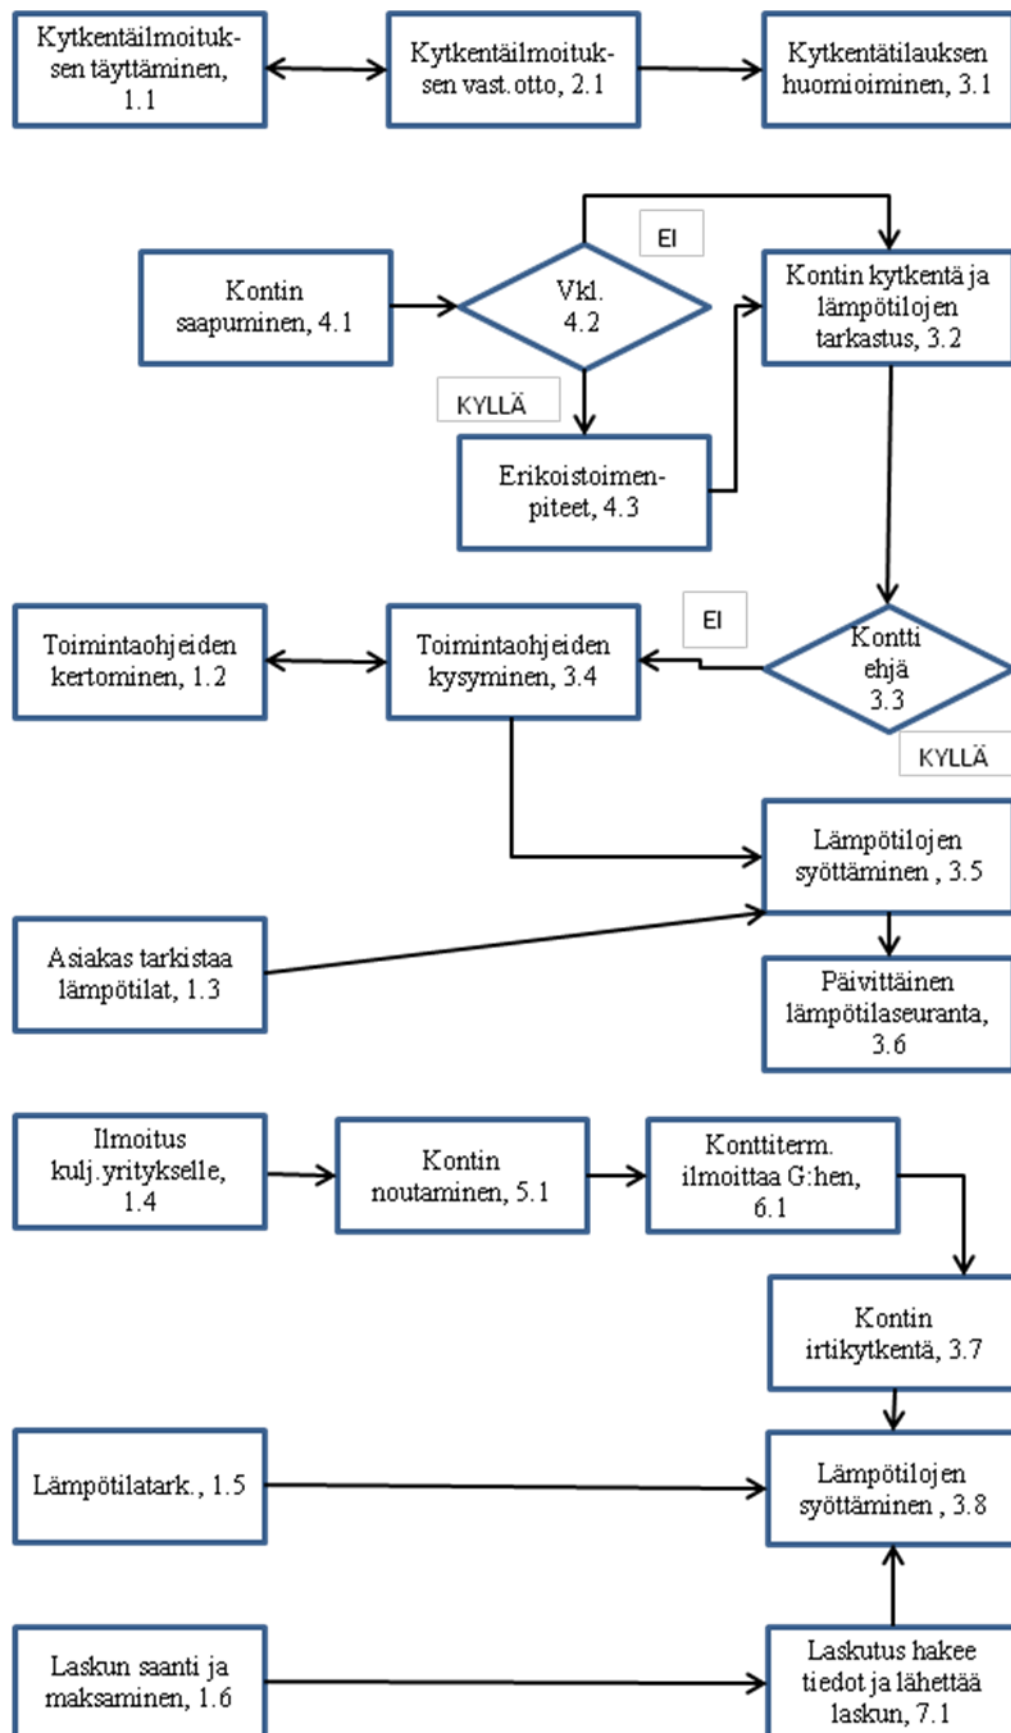 Kytkentäilmoituk-
sen täyttäminen,
1.1
Kytkentäilmoituk-
sen vast.otto, 2.1
Kytkentätilauksen
huomioiminen, 3.1
EI
Kontin
saapuminen, 4.1
Vkl.
4.2
Kontin kytkentä ja
lämpötilojen
tarkastus, 3.2
KYLLÄ
Erikoistoimen-
piteet, 4.3
EI
Toimintaohjeiden
kertominen, 1.2
Toimintaohjeiden
kysyminen, 3.4
Kontti
ehjä
3.3
KYLLÄ
Lämpötilojen
syöttäminen , 3.5
Asiakas tarkistaa
lämpötilat, 1.3
Päivittäinen
lämpötilaseuranta,
3.6
Ilmoitus
kulj.yritykselle,
1.4
Kontin
noutaminen, 5.1
Konttiterm.
ilmoittaa G:hen,
6.1
Kontin
irtikytkentä, 3.7
Lämpötilatark., 1.5
Lämpötilojen
syöttäminen , 3.8
Laskun saanti ja
maksaminen, 1.6
Laskutus hakee
tiedot ja lähettää
laskun, 7.1